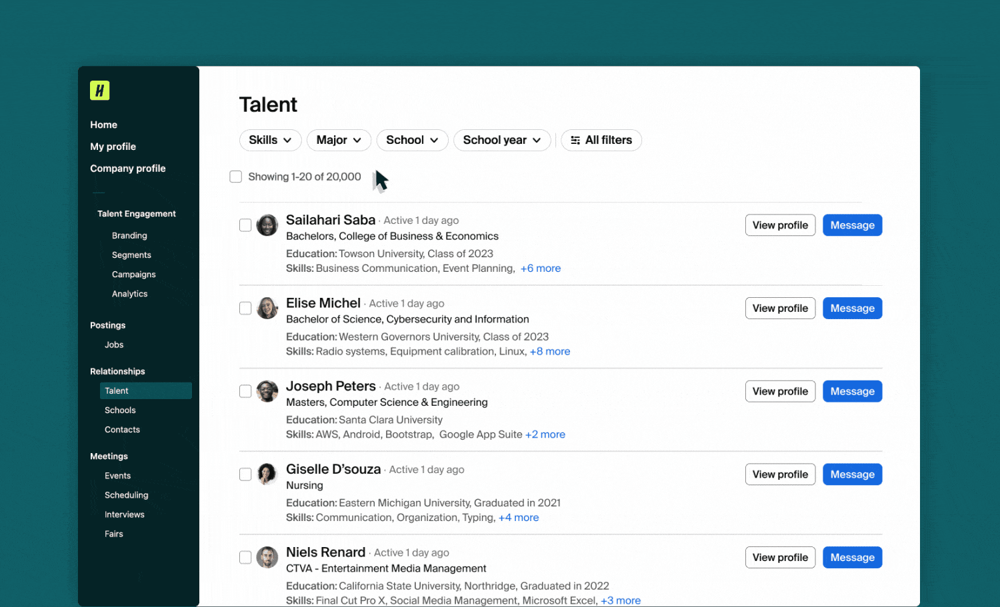 H
Home
My profile
Company profile
Talent Engagement
Branding
Segments
Campaigns
Analytics
Postings
Jobs
Relationships
Talent
Schools
Contacts
Meetings
Events
Scheduling
Interviews
Fairs
Talent
Skills
Major
School
School year
All filters
Showing 1-20 of 20,000
Sailahari Saba · Active 1 day ago
Bachelors, College of Business & Economics
Education: Towson University, Class of 2023
Skills: Business Communication, Event Planning, +6 more
View profile
Message
Elise Michel · Active 1 day ago
Bachelor of Science, Cybersecurity and Information
Education: Western Governors University, Class of 2023
Skills: Radio systems, Equipment calibration, Linux, +8 more
View profile
Message
Joseph Peters · Active 1 day ago
Masters, Computer Science & Engineering
Education: Santa Clara University
Skills: AWS, Android, Bootstrap, Google App Suite +2 more
View profile
Message
Giselle D’souza · Active 1 day ago
Nursing
Education: Eastern Michigan University, Graduated in 2021
Skills: Communication, Organization, Typing, +4 more
View profile
Message
Niels Renard · Active 1 day ago
CTVA - Entertainment Media Management
Education: California State University, Northridge, Graduated in 2022
Skills: Final Cut Pro X, Social Media Management, Microsoft Excel, +3 more
View profile
Message